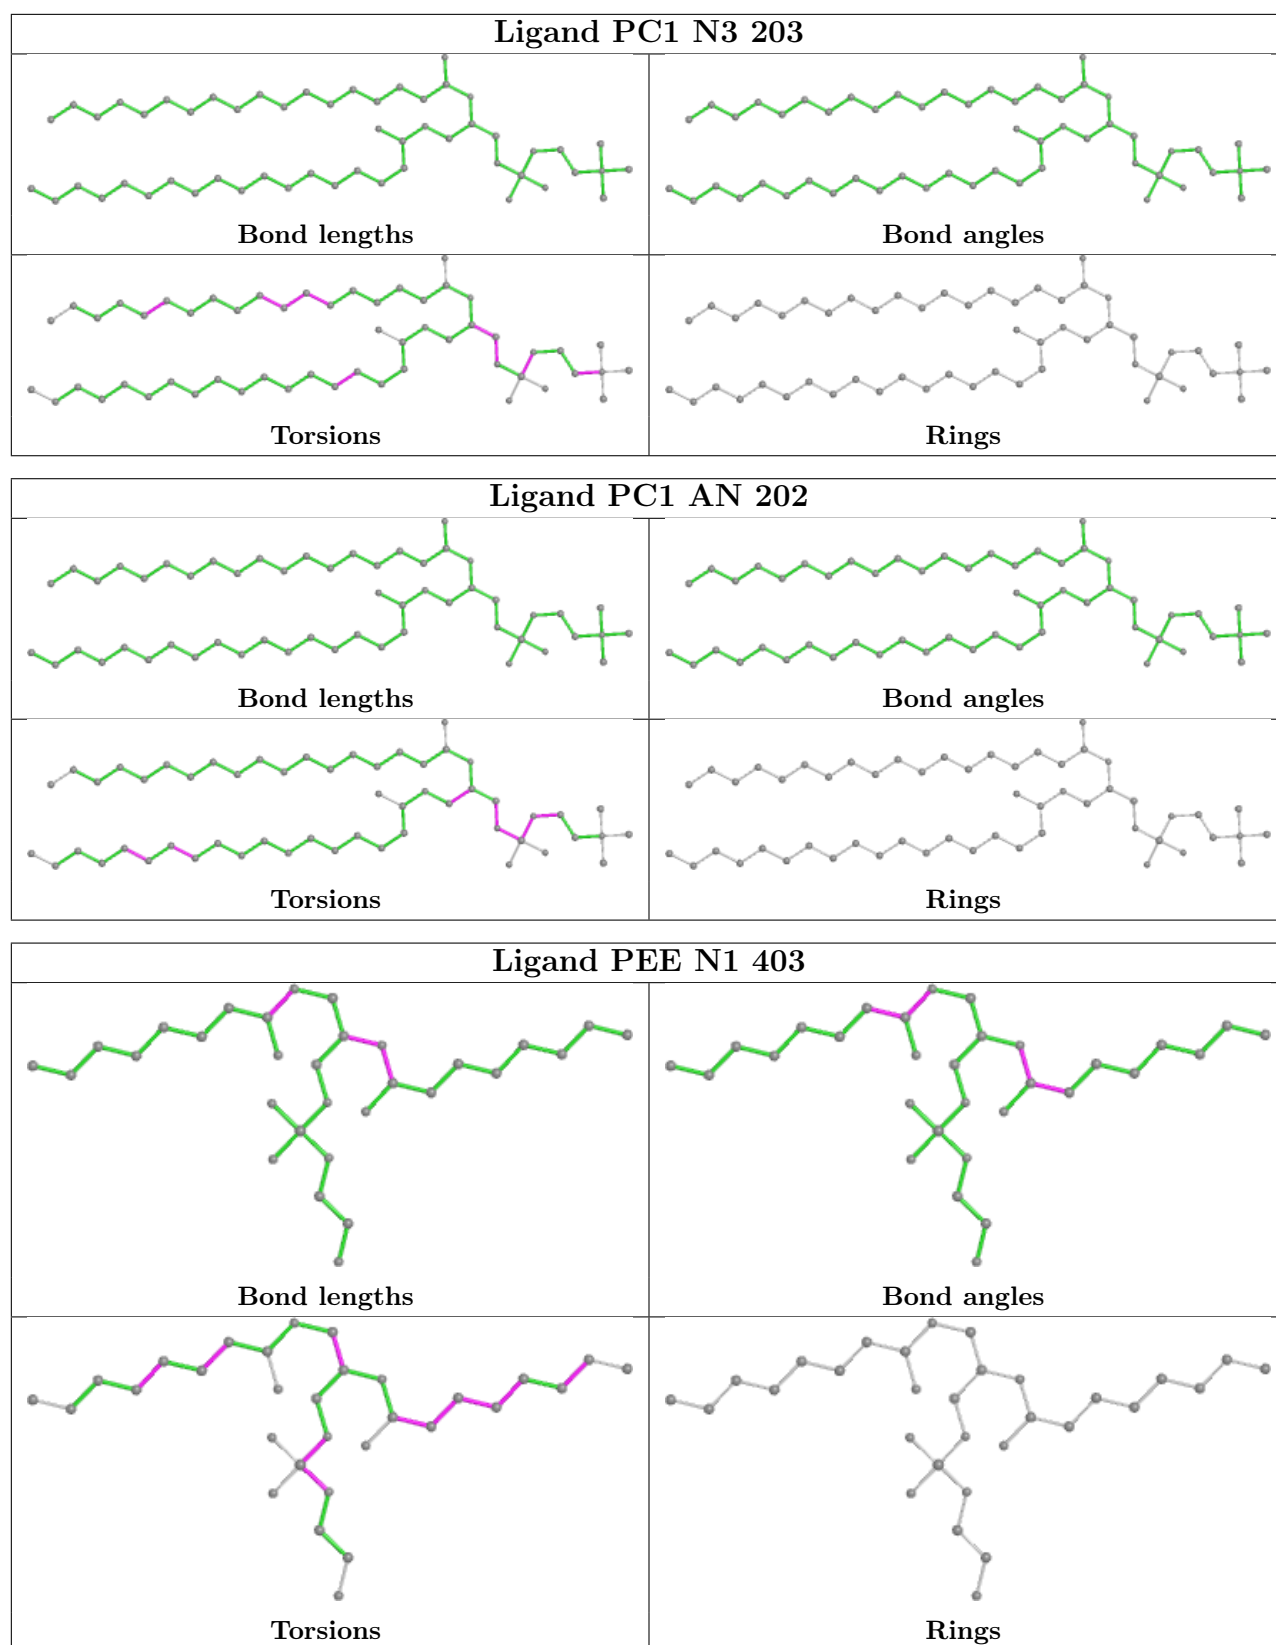 Ligand PC1 N3 203
Bond lengths
Bond angles
Torsions
Rings
Ligand PC1 AN 202
Bond lengths
Bond angles
Torsions
Rings
Ligand PEE N1 403
Bond lengths
Bond angles
Torsions
Rings